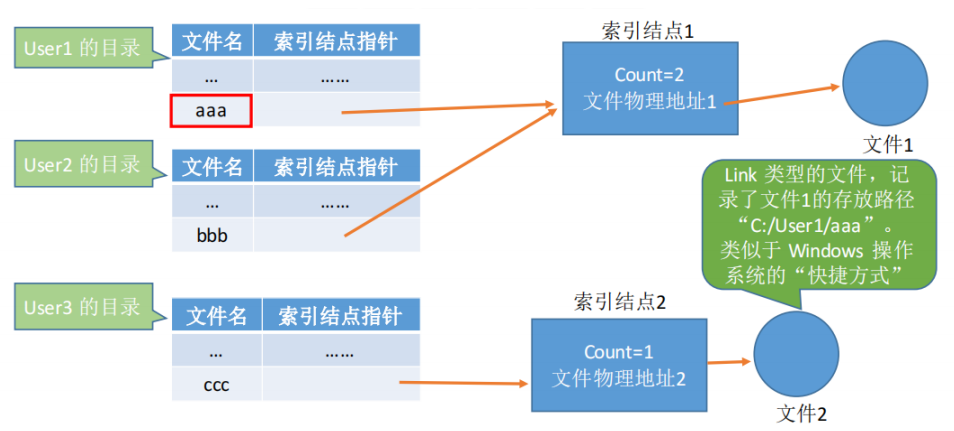 User1 的目录
文件名 索引结点指针
... ......
aaa
索引结点1
Count=2
文件物理地址1
文件1
User2 的目录
文件名 索引结点指针
... ......
bbb
Link 类型的文件，记
录了文件1的存放路径
“C:/User1/aaa”。
类似于 Windows 操作
系统的“快捷方式”
User3 的目录
文件名 索引结点指针
... ......
ccc
索引结点2
Count=1
文件物理地址2
文件2